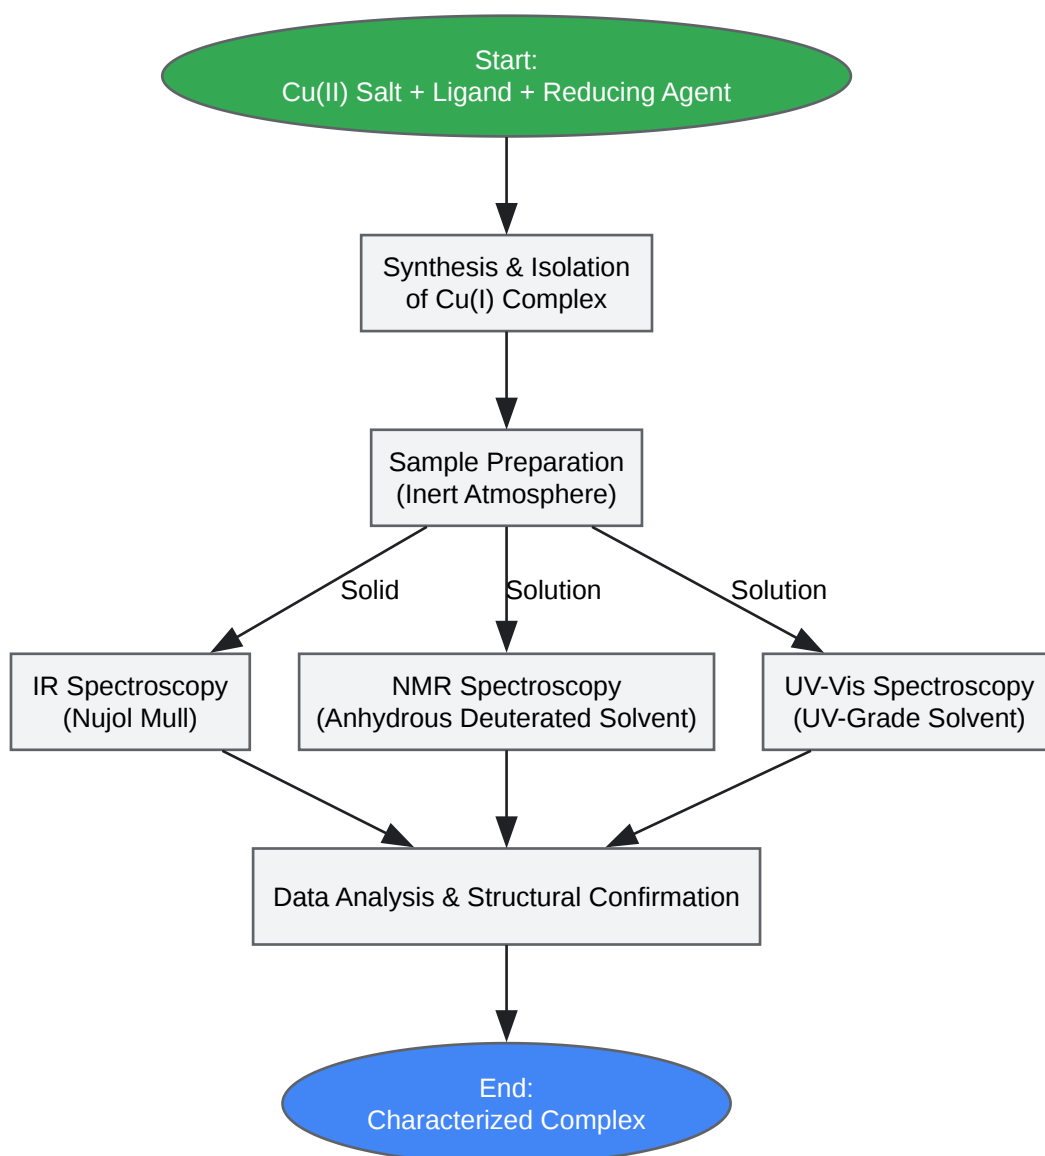 Start:
Cu(II) Salt + Ligand + Reducing Agent
Synthesis & Isolation
of Cu(I) Complex
Sample Preparation
(Inert Atmosphere)
Solid
Solution
Solution
IR Spectroscopy
(Nujol Mull)
NMR Spectroscopy
(Anhydrous Deuterated Solvent)
UV-Vis Spectroscopy
(UV-Grade Solvent)
Data Analysis & Structural Confirmation
End:
Characterized Complex